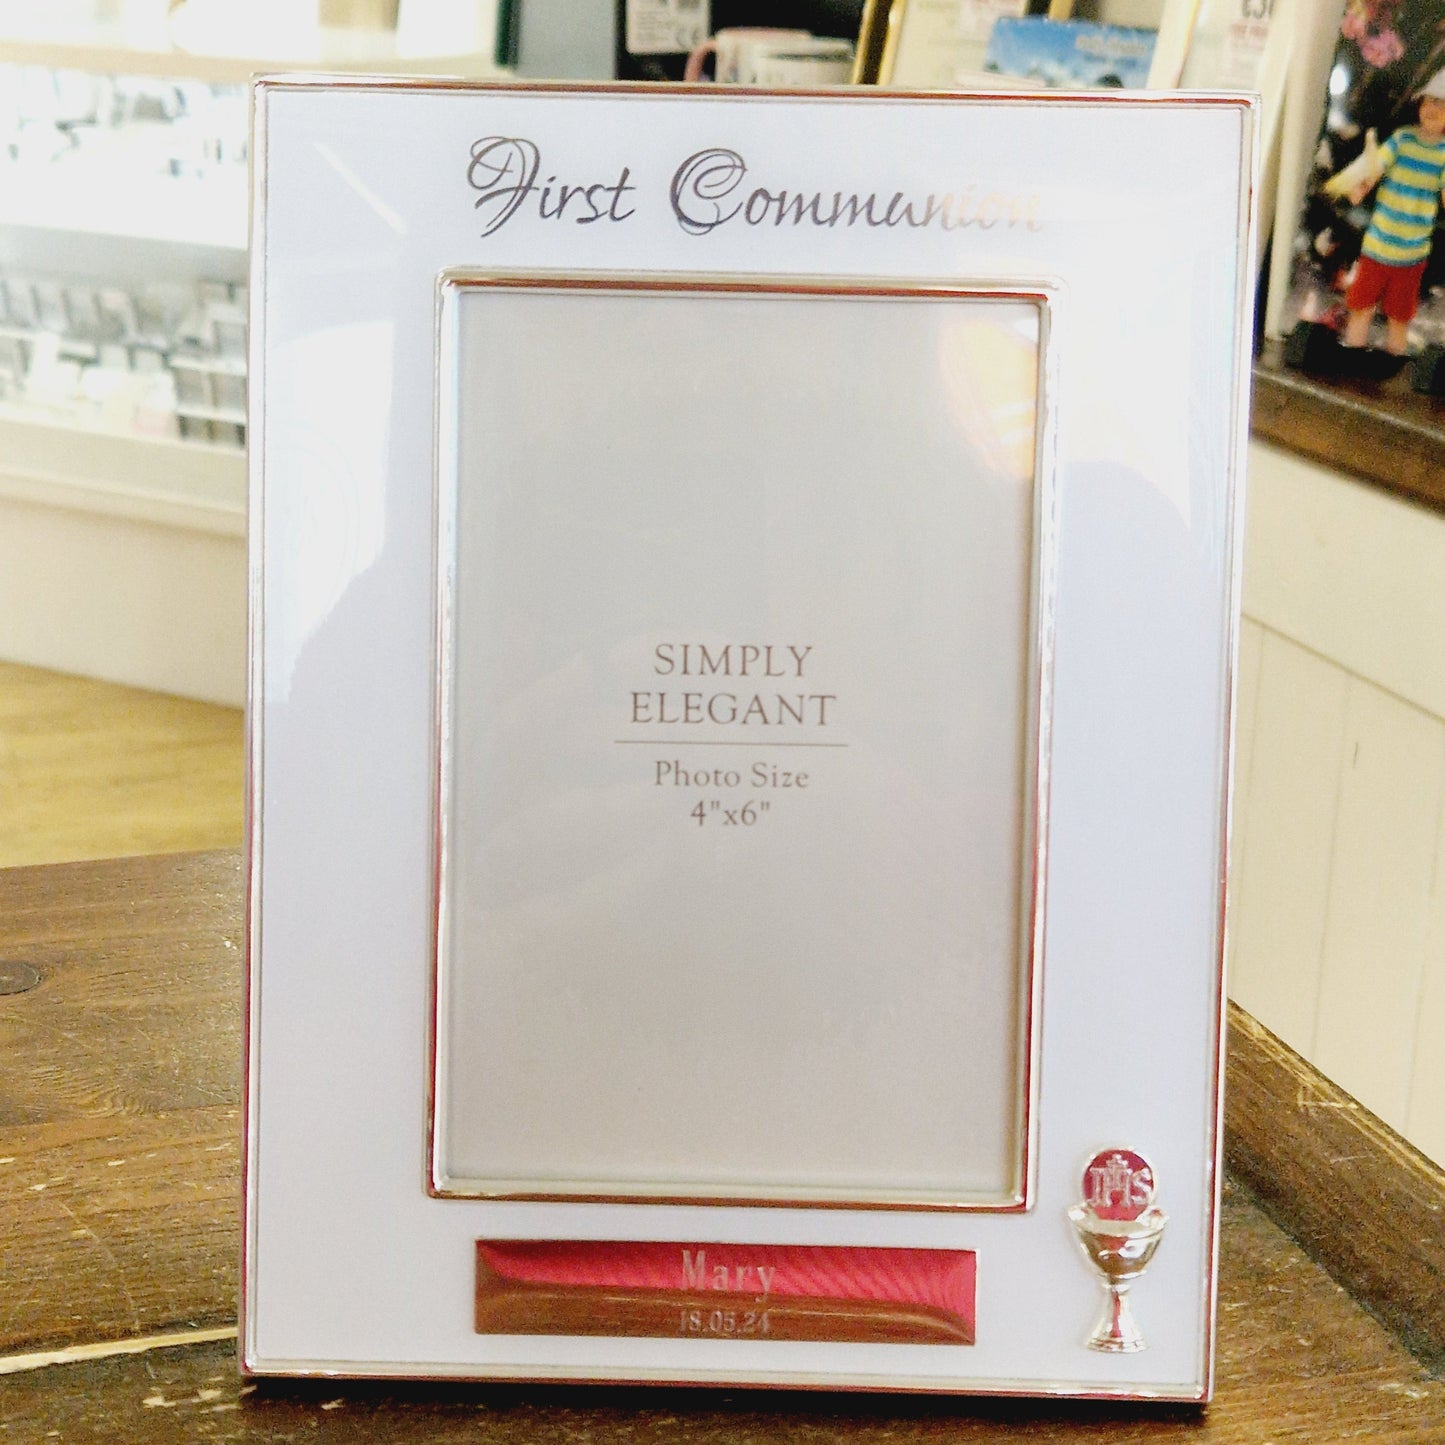 First Communion
SIMPLY
ELEGANT
Photo Size
4"x6"
IHS
Mary
18.05.24